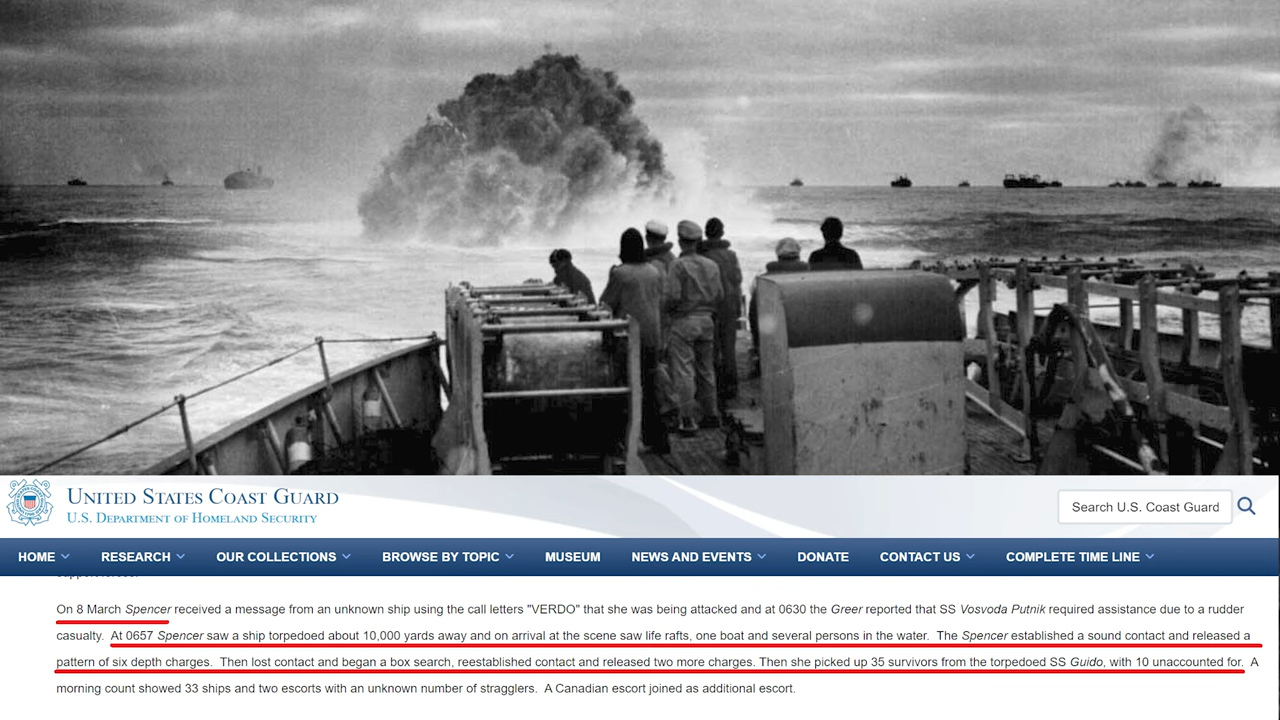 UNITED STATES COAST GUARD
U.S. DEPARTMENT OF HOMELAND SECURITY
Search U.S. Coast Guard
HOME RESEARCH OUR COLLECTIONS BROWSE BY TOPIC MUSEUM NEWS AND EVENTS DONATE CONTACT US COMPLETE TIME LINE
On 8 March Spencer received a message from an unknown ship using the call letters "VERDO" that she was being attacked and at 0630 the Greer reported that SS Vosvoda Putnik required assistance due to a rudder
casualty. At 0657 Spencer saw a ship torpedoed about 10,000 yards away and on arrival at the scene saw life rafts, one boat and several persons in the water. The Spencer established a sound contact and released a
pattern of six depth charges. Then lost contact and began a box search, reestablished contact and released two more charges. Then she picked up 35 survivors from the torpedoed SS Guido, with 10 unaccounted for. A
morning count showed 33 ships and two escorts with an unknown number of stragglers. A Canadian escort joined as additional escort.